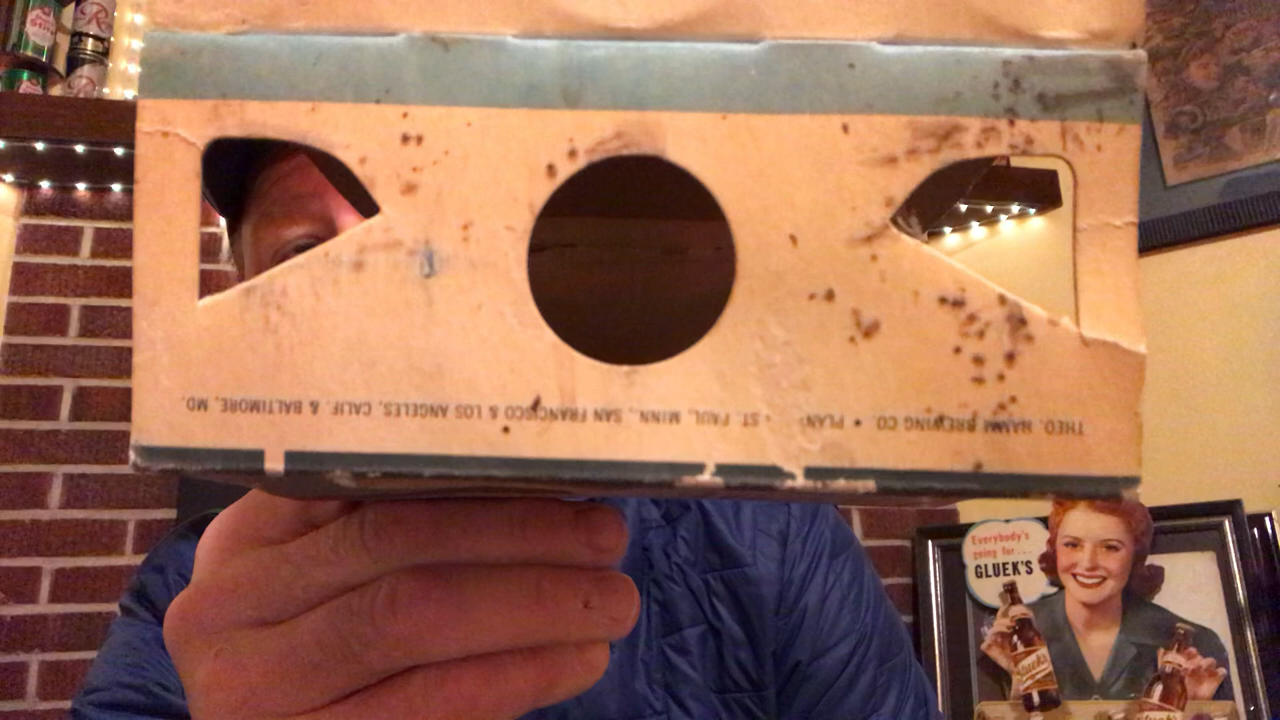 THEO. HAMM BREWING CO. • PLANTS ST. PAUL, MINN., SAN FRANCISCO & LOS ANGELES, CALIF. & BALTIMORE, MD.
Everybody's
going for...
GLUEK'S
Gluek's